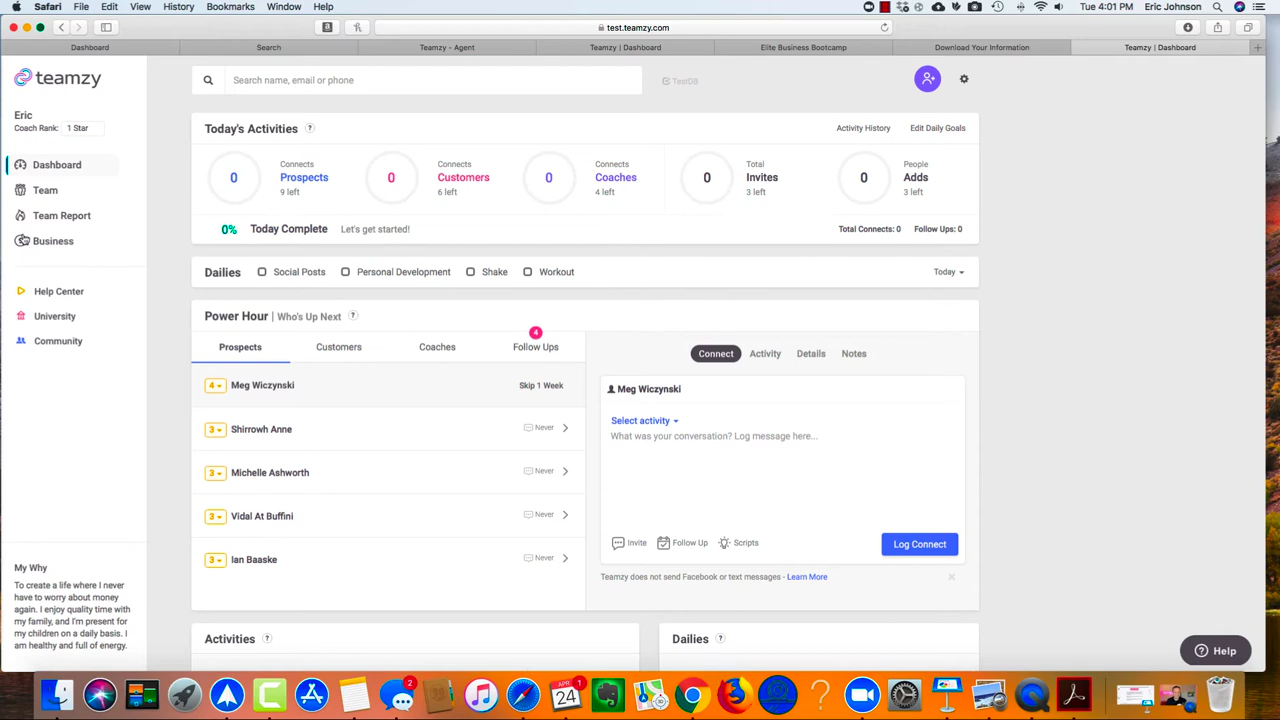 Safari File Edit View History Bookmarks Window Help Tue 4:01 PM Eric Johnson
test.teamzy.com
Dashboard Search Teamzy - Agent Teamzy | Dashboard Elite Business Bootcamp Download Your Information Teamzy | Dashboard
teamzy
Search name, email or phone
TestDB
Eric
Coach Rank: 1 Star
Dashboard
Team
Team Report
Business
Help Center
University
Community
My Why
To create a life where I never
have to worry about money
again. I enjoy quality time with
my family, and I'm present for
my children on a daily basis. I
am healthy and full of energy.
Today's Activities ? Activity History Edit Daily Goals
0 Connects Prospects 9 left
0 Connects Customers 6 left
0 Connects Coaches 4 left
0 Total Invites 3 left
0 People Adds 3 left
0% Today Complete Let's get started! Total Connects: 0 Follow Ups: 0
Dailies Social Posts Personal Development Shake Workout Today
Power Hour | Who's Up Next ?
4
Prospects Customers Coaches Follow Ups
4 Meg Wiczynski Skip 1 Week
3 Shirrowh Anne Never
3 Michelle Ashworth Never
3 Vidal At Buffini Never
3 Ian Baaske Never
Connect Activity Details Notes
Meg Wiczynski
Select activity
What was your conversation? Log message here...
Invite Follow Up Scripts Log Connect
Teamzy does not send Facebook or text messages - Learn More
Activities ? Dailies ?
? Help
2 APR 24 1